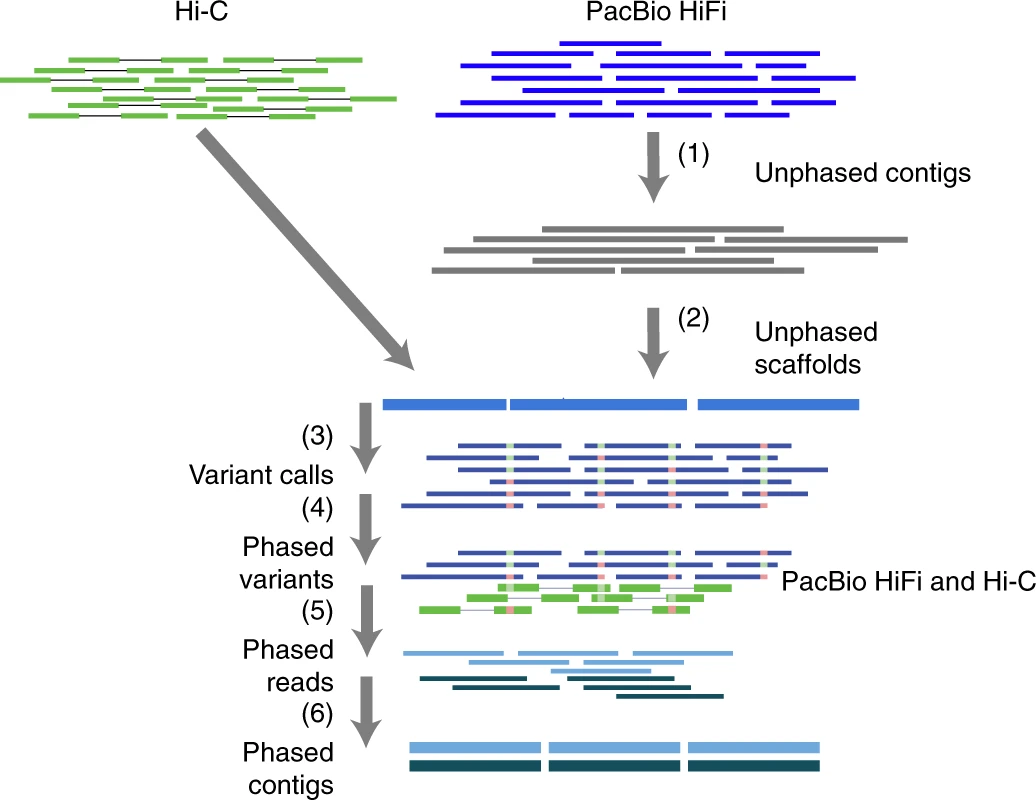 Hi-C
PacBio HiFi
(1)
Unphased contigs
(2)
Unphased
scaffolds
(3)
Variant calls
(4)
Phased
variants
PacBio HiFi and Hi-C
(5)
Phased
reads
(6)
Phased
contigs